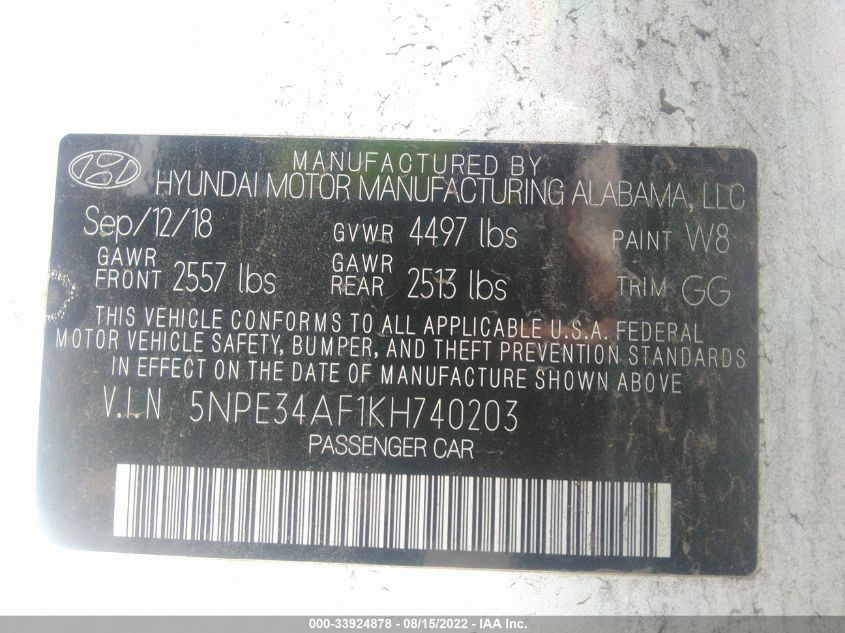 MANUFACTURED BY
HYUNDAI MOTOR MANUFACTURING ALABAMA, LLC
Sep/12/18 GVWR 4497 lbs PAINT W8
GAWR FRONT 2557 lbs GAWR REAR 2513 lbs TRIM GG
THIS VEHICLE CONFORMS TO ALL APPLICABLE U.S.A. FEDERAL
MOTOR VEHICLE SAFETY, BUMPER, AND THEFT PREVENTION STANDARDS
IN EFFECT ON THE DATE OF MANUFACTURE SHOWN ABOVE.
V.I.N 5NPE34AF1KH740203
PASSENGER CAR
000-33924878 - 08/15/2022 - IAA Inc.